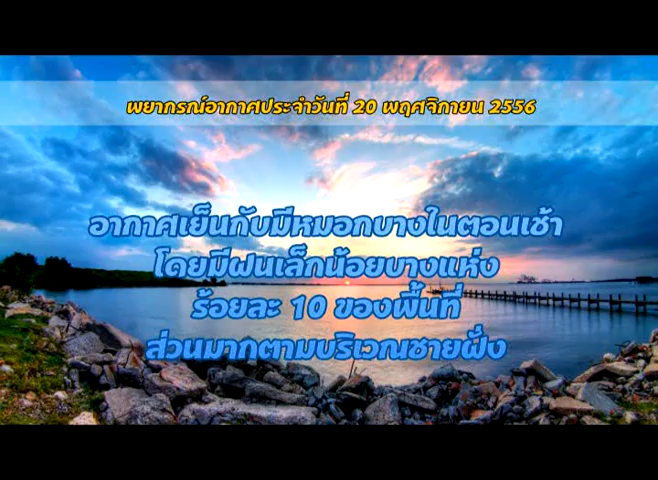 พยากรณ์อากาศประจำวันที่ 20 พฤศจิกายน 2556
อากาศเย็นกับมีหมอกบางในตอนเช้า
โดยมีฝนเล็กน้อยบางแห่ง
ร้อยละ 10 ของพื้นที่
ส่วนมากตามบริเวณชายฝั่ง